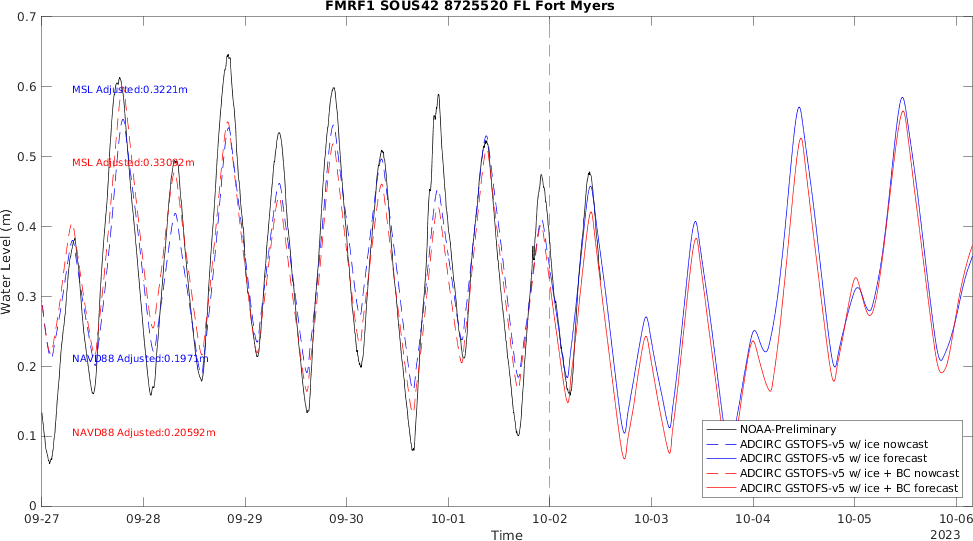 FMRF1 SOUS42 8725520 FL Fort Myers
Water Level (m)
0.7
0.6
0.5
0.4
0.3
0.2
0.1
0
MSL Adjusted:0.3221m
MSL Adjusted:0.33092m
NAVD88 Adjusted:0.1971m
NAVD88 Adjusted:0.20592m
NOAA-Preliminary
ADCIRC GSTOFS-v5 w/ ice nowcast
ADCIRC GSTOFS-v5 w/ ice forecast
ADCIRC GSTOFS-v5 w/ ice + BC nowcast
ADCIRC GSTOFS-v5 w/ ice + BC forecast
09-27 09-28 09-29 09-30 10-01 10-02 10-03 10-04 10-05 10-06
2023
Time